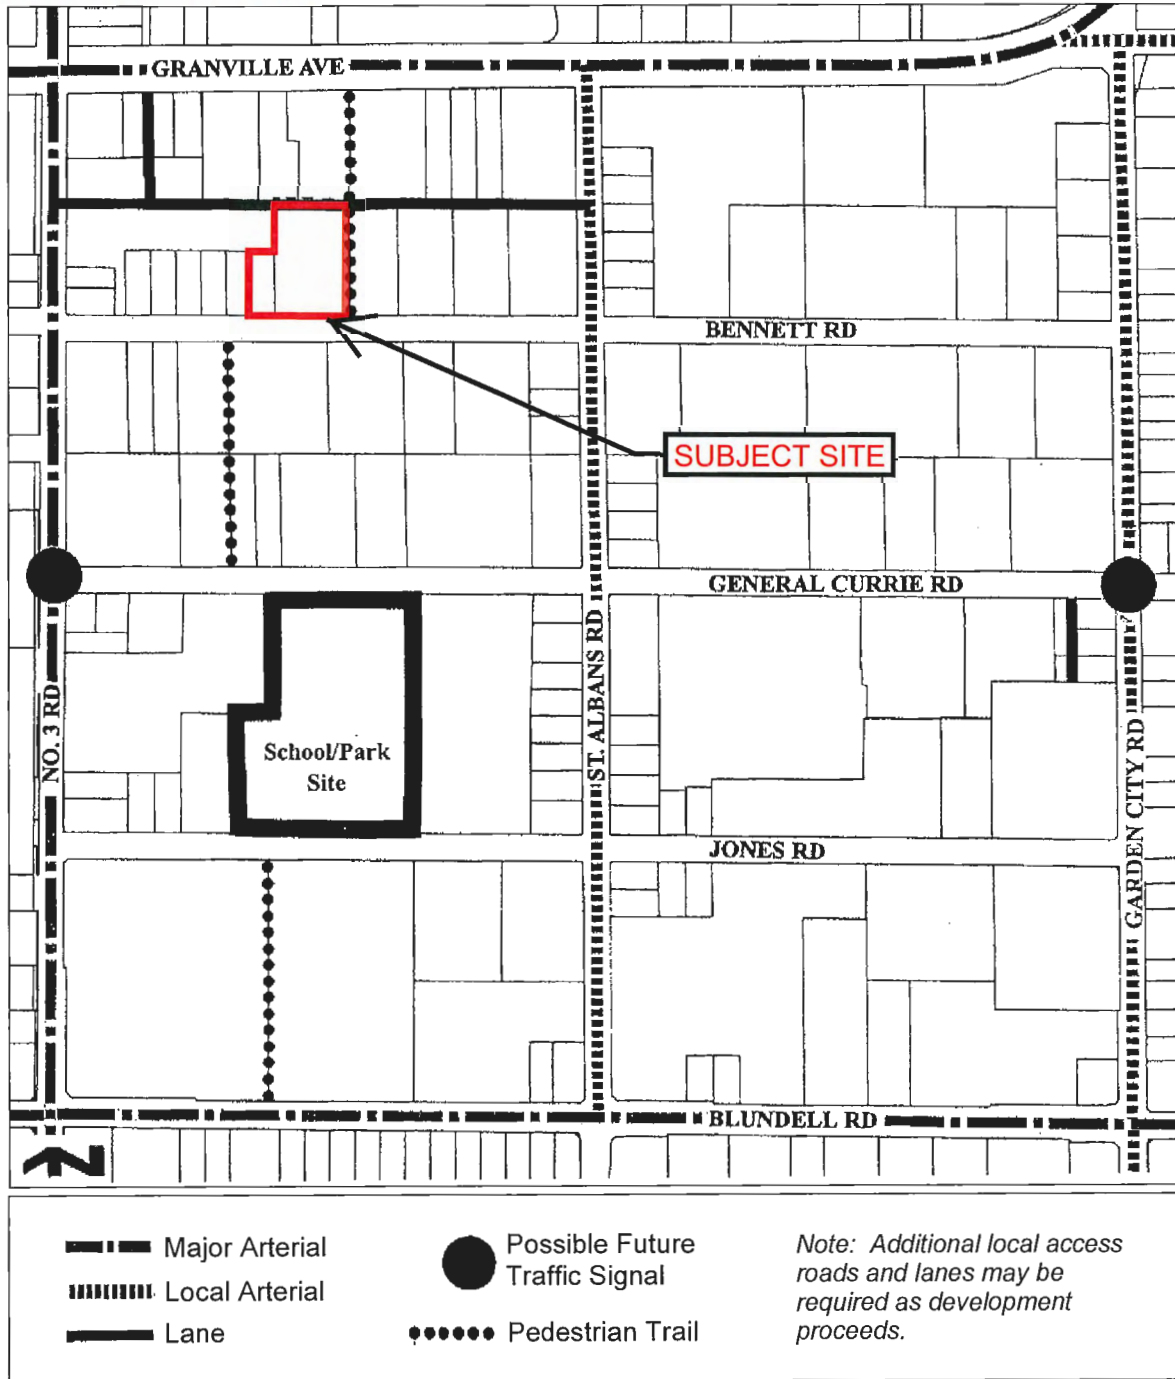 GRANVILLE AVE
BENNETT RD
SUBJECT SITE
GENERAL CURRIE RD
NO. 3 RD
ST. ALBANS RD
School/Park
Site
GARDEN CITY RD
JONES RD
BLUNDELL RD
Z
Major Arterial
Local Arterial
Lane
Possible Future
Traffic Signal
Pedestrian Trail
Note: Additional local access
roads and lanes may be
required as development
proceeds.